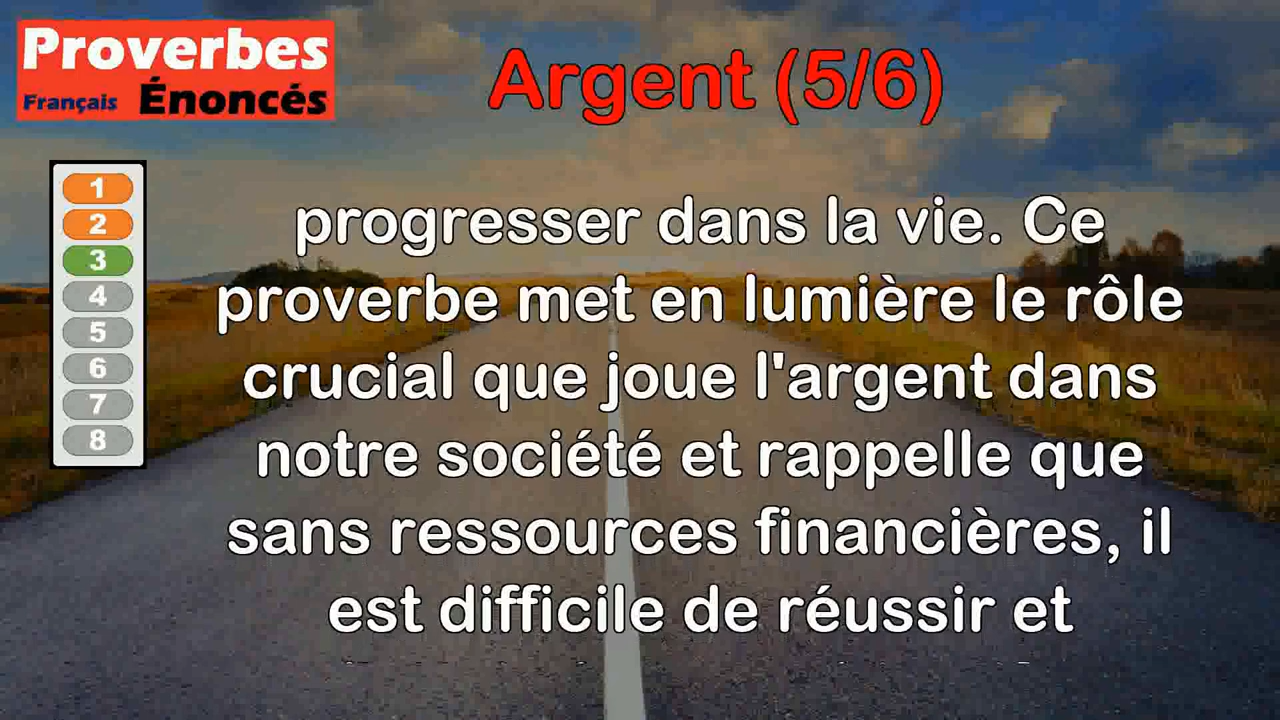 Proverbes
Français Énoncés
Argent (5/6)
1
2
3
4
5
6
7
8
progresser dans la vie. Ce
proverbe met en lumière le rôle
crucial que joue l'argent dans
notre société et rappelle que
sans ressources financières, il
est difficile de réussir et